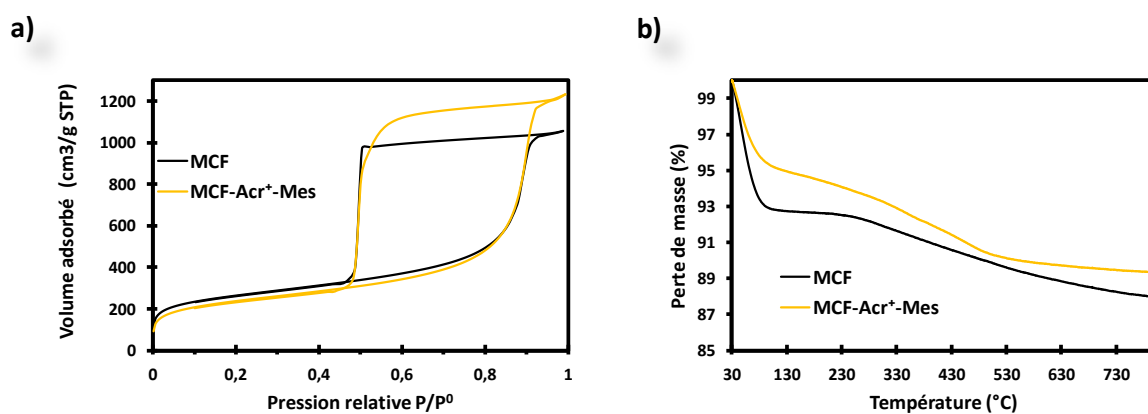 a)
Volume adsorbé (cm3/g STP)
1200
1000
800
600
400
200
0
MCF
MCF-Acr⁺-Mes
0
0,2
0,4
0,6
0,8
1
Pression relative P/P⁰
b)
Perte de masse (%)
99
97
95
93
91
89
87
85
MCF
MCF-Acr⁺-Mes
30
130
230
330
430
530
630
730
Température (°C)